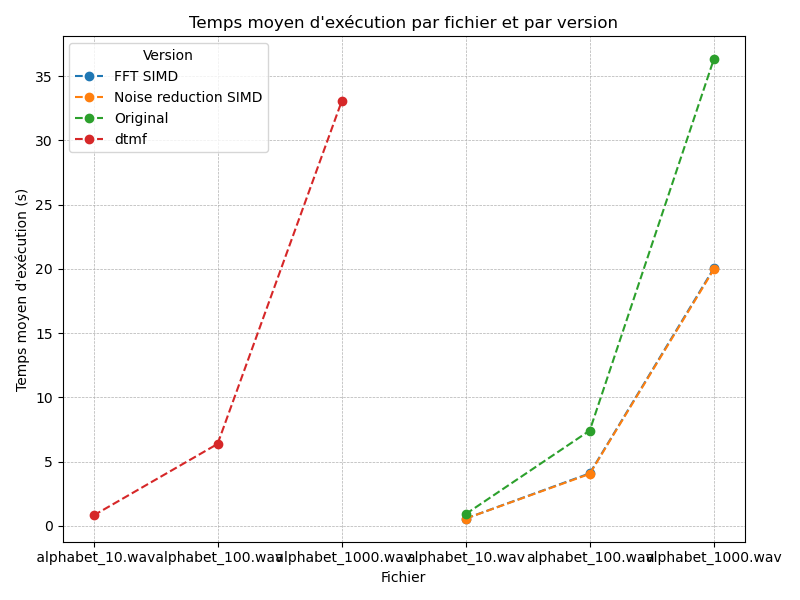 Temps moyen d'exécution par fichier et par version
Version
FFT SIMD
Noise reduction SIMD
Original
dtmf
Temps moyen d'exécution (s)
35
30
25
20
15
10
5
0
alphabet_10.wav alphabet_100.wav alphabet_1000.wav alphabet_10.wav alphabet_100.wav alphabet_1000.wav
Fichier